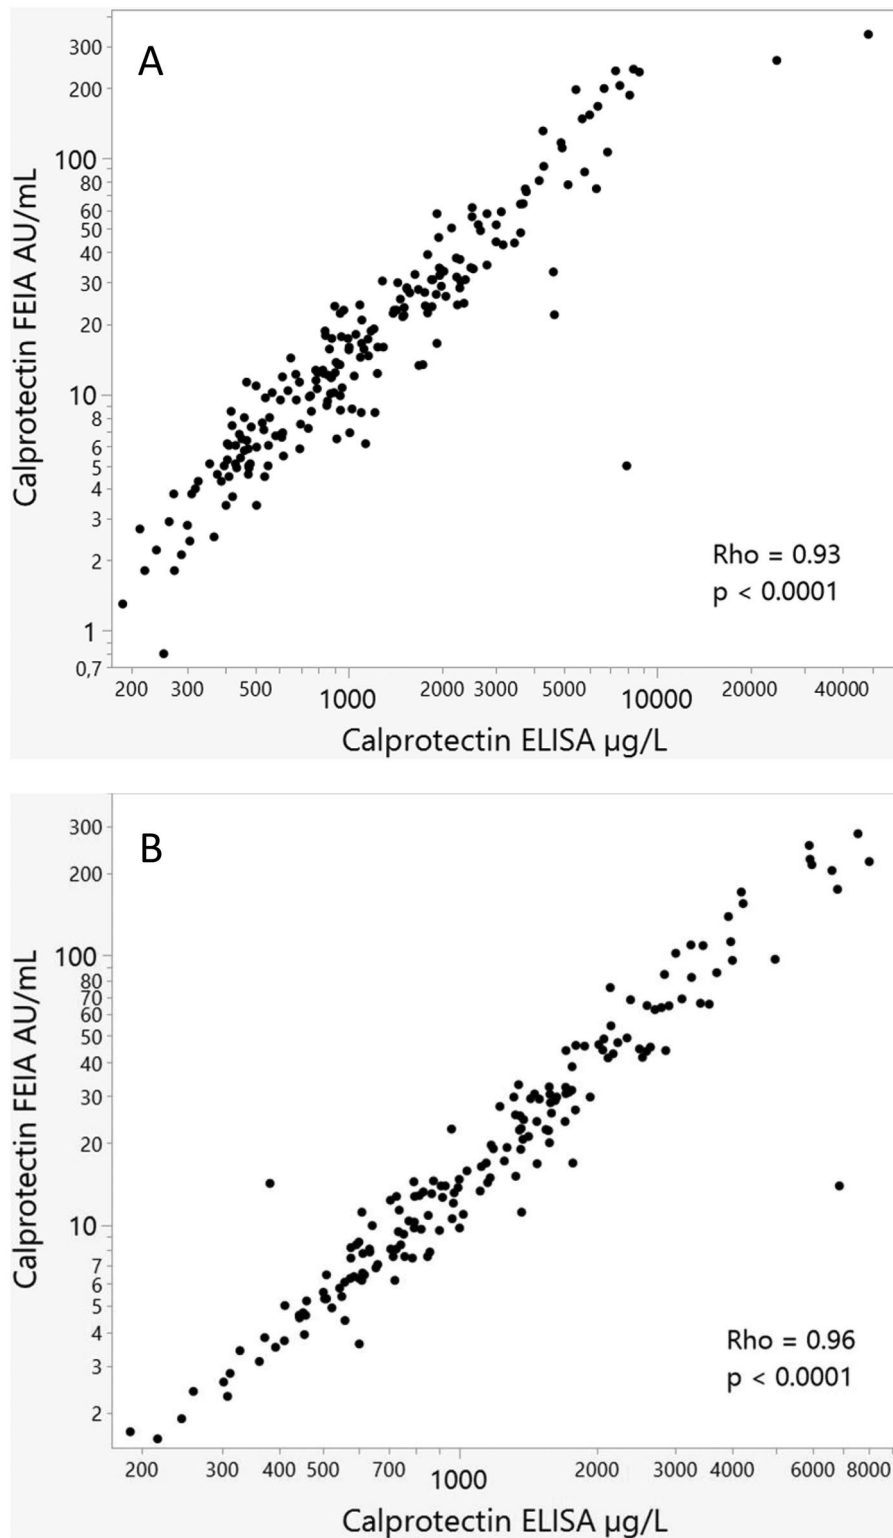 A
Calprotectin FEIA AU/mL
300
200
100
80
60
50
40
30
20
10
8
6
5
4
3
2
1
0,7
Rho = 0.93
p < 0.0001
200 300 500 1000 2000 3000 5000 10000 20000 40000
Calprotectin ELISA µg/L
B
Calprotectin FEIA AU/mL
300
200
100
80
70
60
50
40
30
20
10
7
6
5
4
3
2
Rho = 0.96
p < 0.0001
200 300 400 500 700 1000 2000 3000 4000 6000 8000
Calprotectin ELISA µg/L